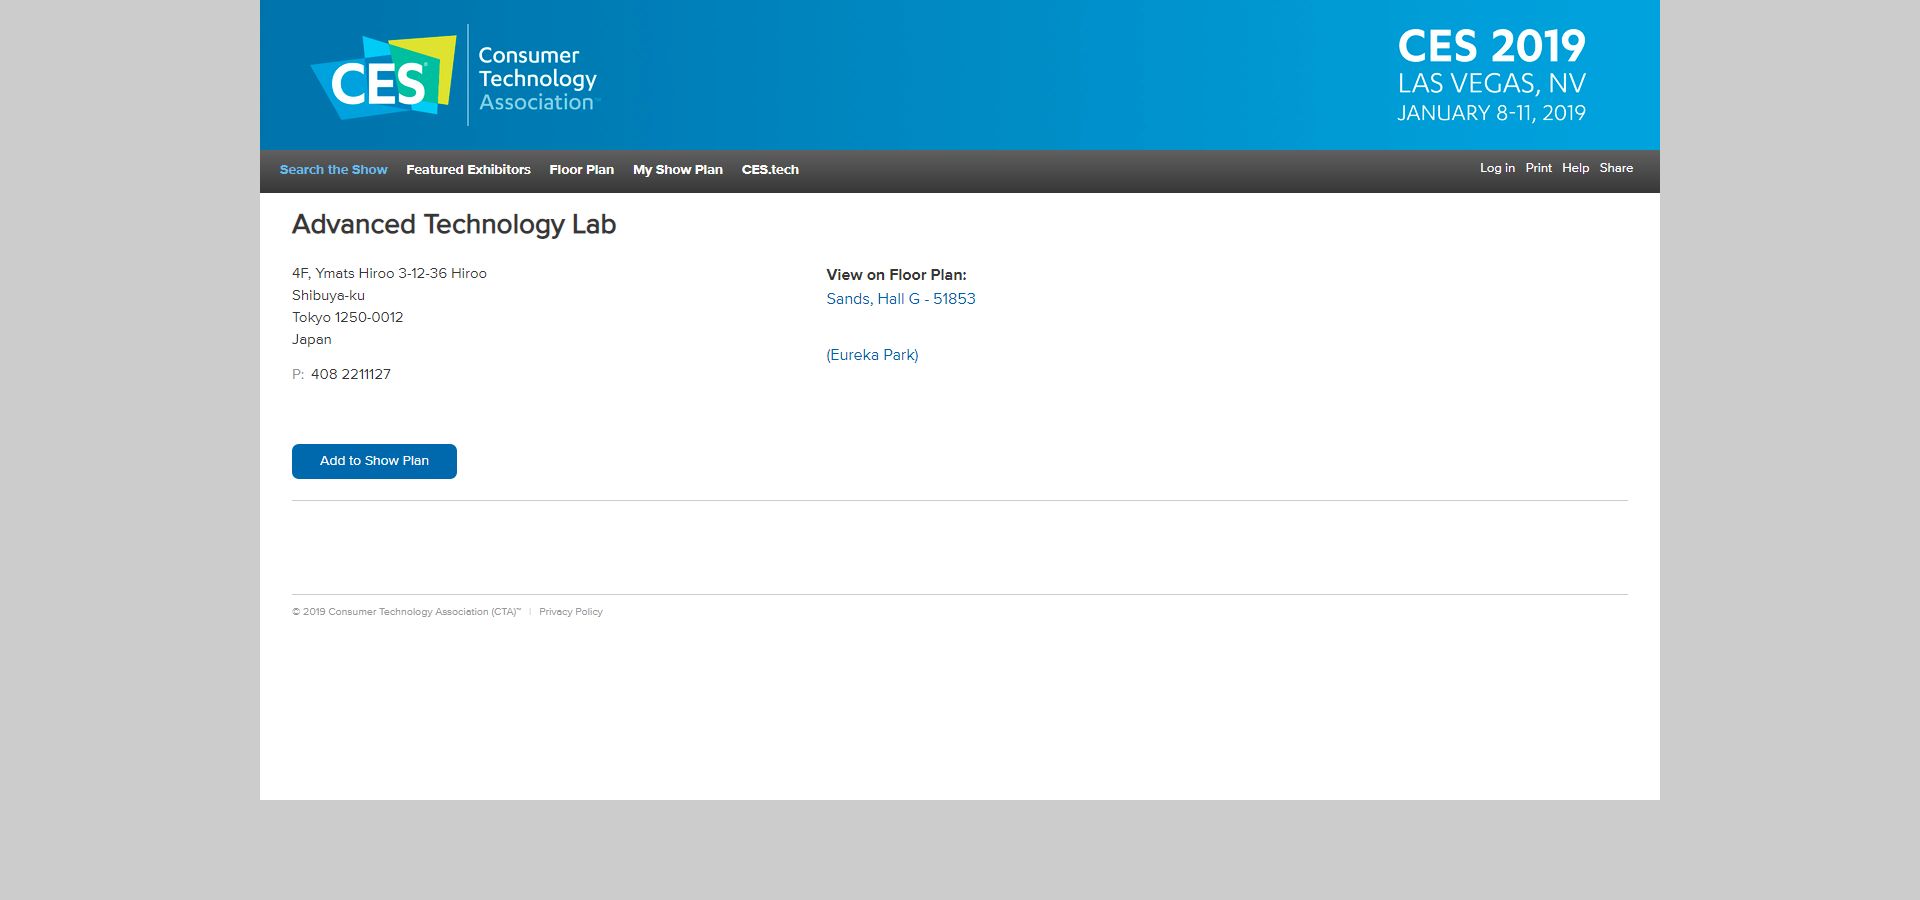 CES®
Consumer
Technology
Association™
CES 2019
LAS VEGAS, NV
JANUARY 8-11, 2019
Search the Show Featured Exhibitors Floor Plan My Show Plan CES.tech
Log in Print Help Share
Advanced Technology Lab
4F, Ymats Hiroo 3-12-36 Hiroo
Shibuya-ku
Tokyo 1250-0012
Japan
P: 408 2211127
View on Floor Plan:
Sands, Hall G - 51853
(Eureka Park)
Add to Show Plan
© 2019 Consumer Technology Association (CTA)™ | Privacy Policy